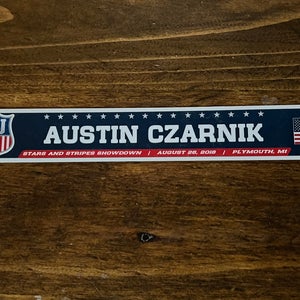 AUSTIN CZARNIK
STARS AND STRIPES SHOWDOWN | AUGUST 26, 2018 | PLYMOUTH, MI